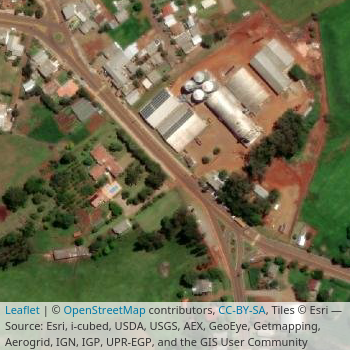 Leaflet | © OpenStreetMap contributors, CC-BY-SA, Tiles © Esri —
Source: Esri, i-cubed, USDA, USGS, AEX, GeoEye, Getmapping,
Aerogrid, IGN, IGP, UPR-EGP, and the GIS User Community